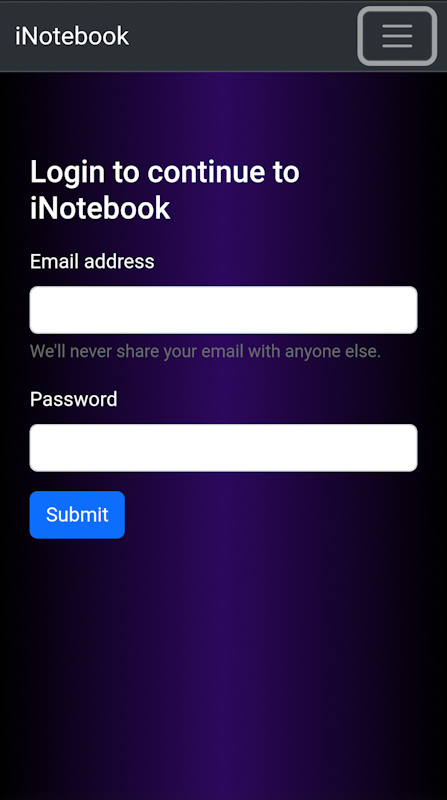 iNotebook
Login to continue to
iNotebook
Email address
We'll never share your email with anyone else.
Password
Submit